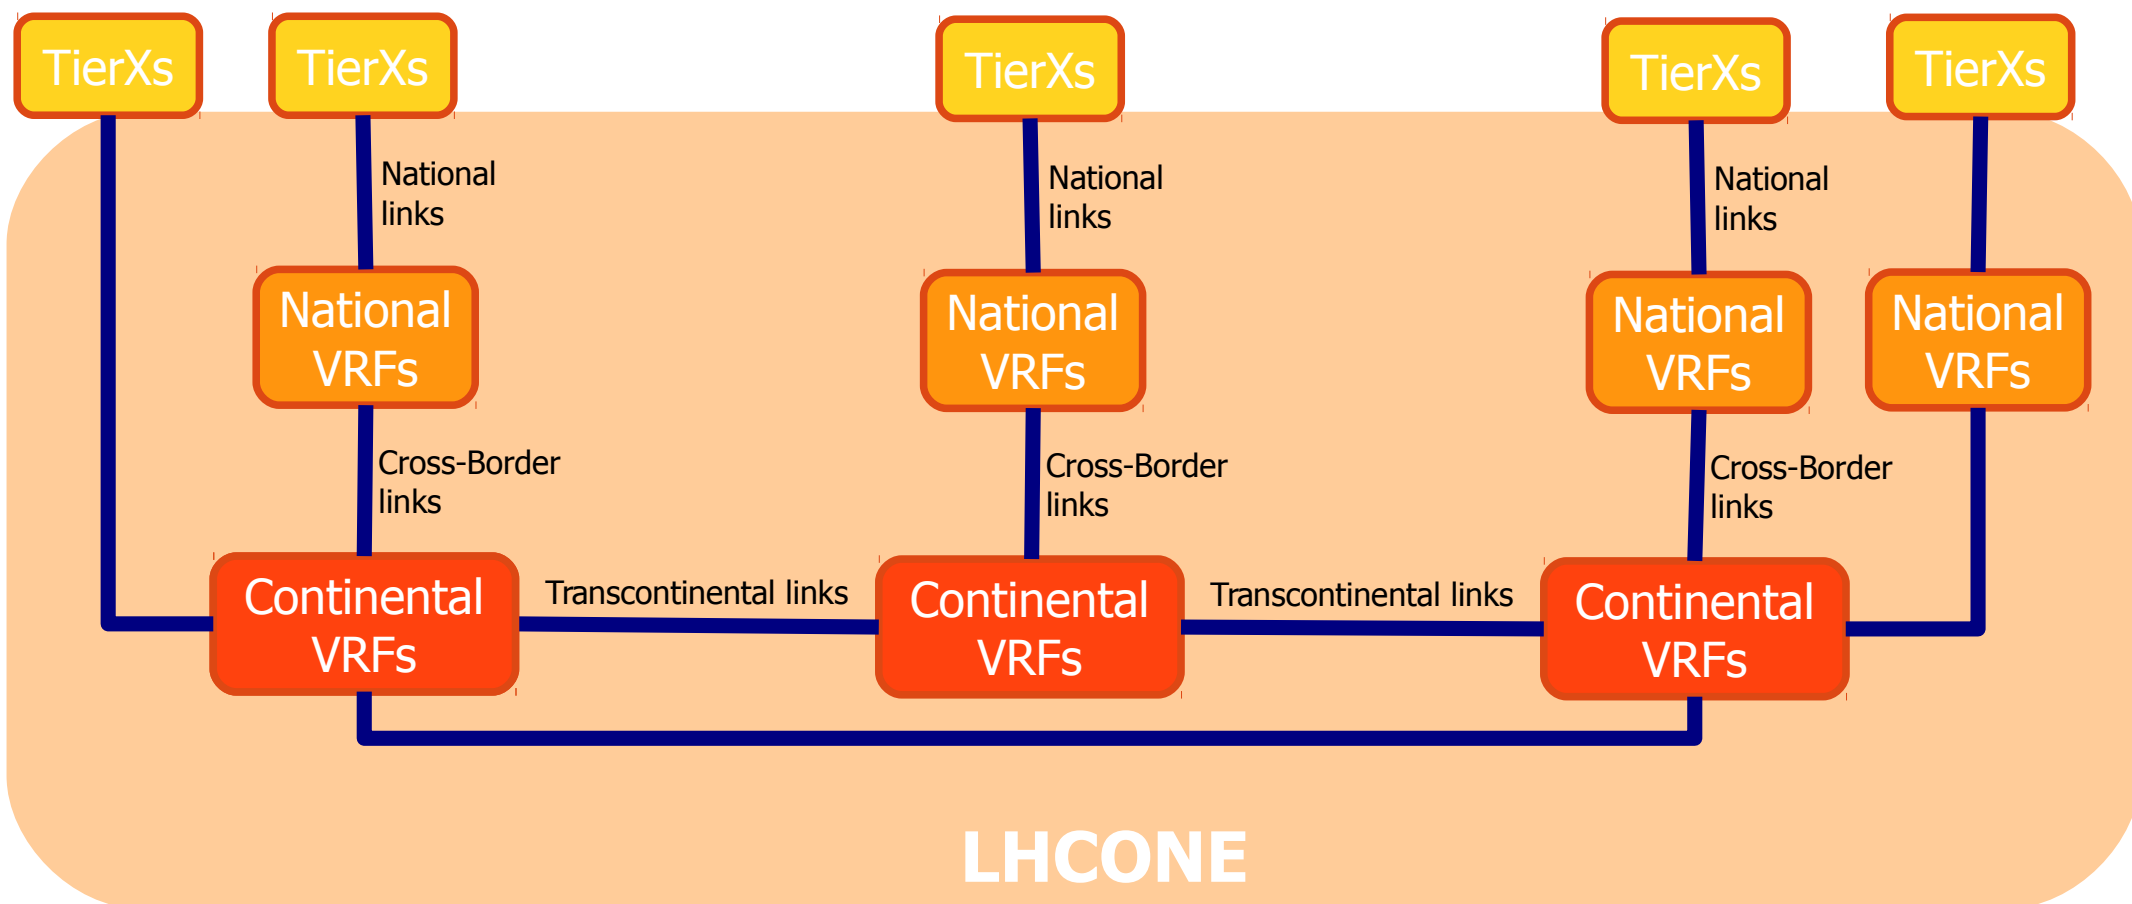 TierXs
TierXs
TierXs
TierXs
TierXs
National
links
National
links
National
links
National
VRFs
National
VRFs
National
VRFs
National
VRFs
Cross-Border
links
Cross-Border
links
Cross-Border
links
Continental
VRFs
Transcontinental links
Continental
VRFs
Transcontinental links
Continental
VRFs
LHCONE